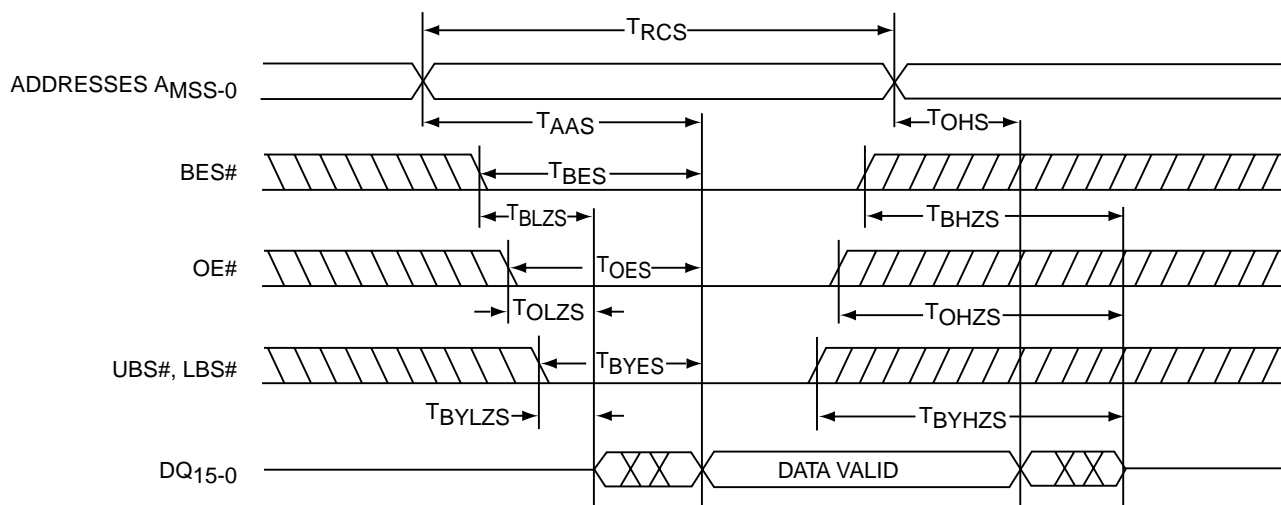 TRCS
ADDRESSES AMSS-0
TAAS
TOHS
BES#
TBES
TBLZS
TBHZS
OE#
TOES
TOLZS
TOHZS
UBS#, LBS#
TBYES
TBYLZS
TBYHZS
DQ15-0
DATA VALID